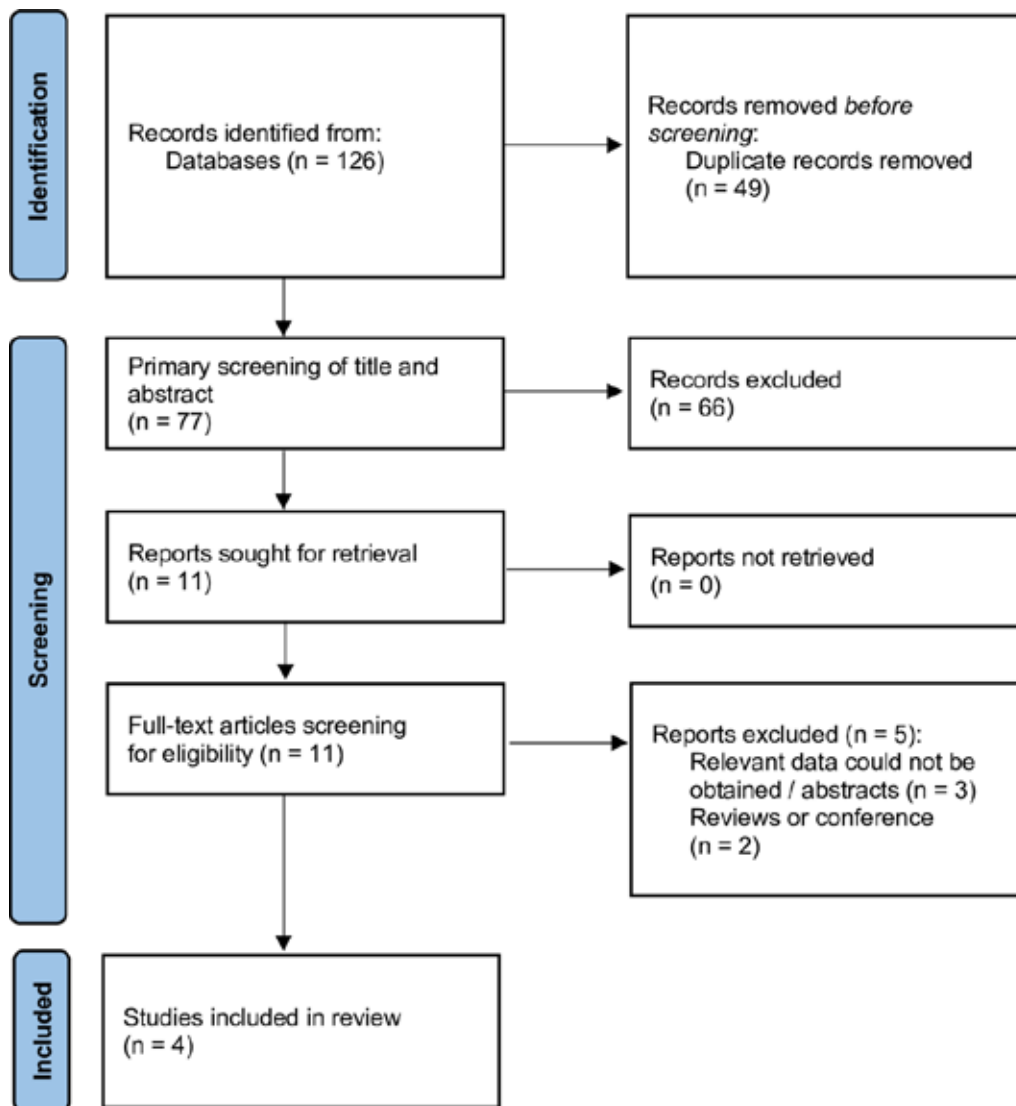 Identification
Records identified from:
Databases (n = 126)
Records removed before
screening:
Duplicate records removed
(n = 49)
Screening
Primary screening of title and
abstract
(n = 77)
Records excluded
(n = 66)
Reports sought for retrieval
(n = 11)
Reports not retrieved
(n = 0)
Full-text articles screening
for eligibility (n = 11)
Reports excluded (n = 5):
Relevant data could not be
obtained / abstracts (n = 3)
Reviews or conference
(n = 2)
Included
Studies included in review
(n = 4)